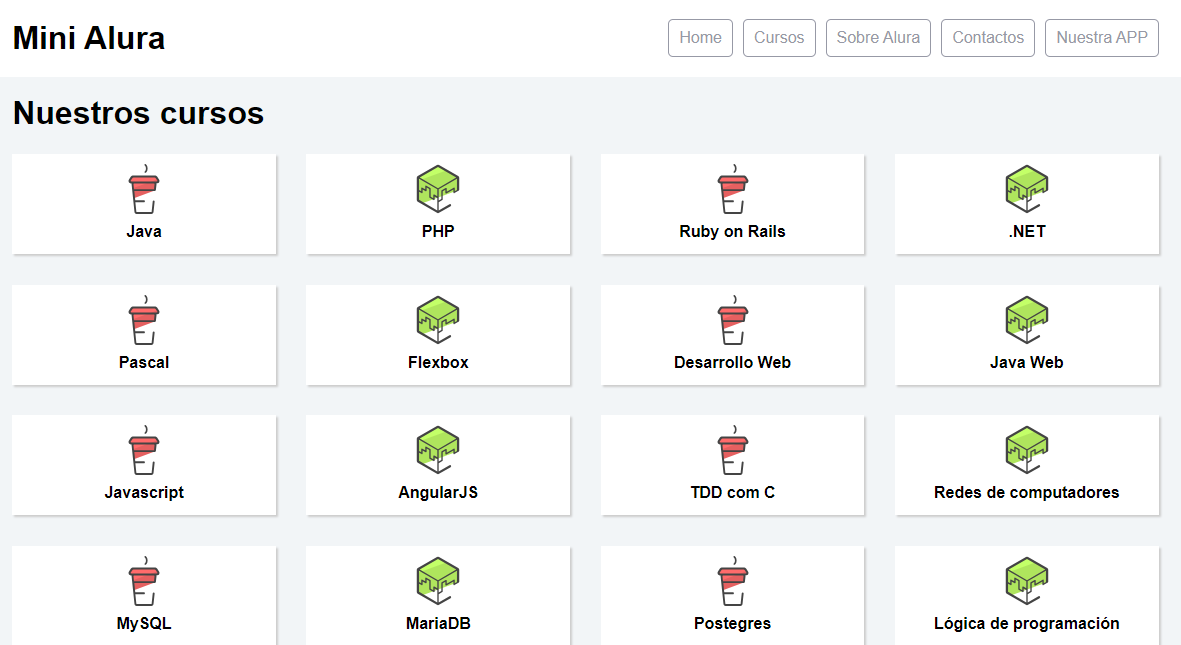 Mini Alura
Home
Cursos
Sobre Alura
Contactos
Nuestra APP
Nuestros cursos
Java
PHP
Ruby on Rails
.NET
Pascal
Flexbox
Desarrollo Web
Java Web
Javascript
AngularJS
TDD com C
Redes de computadores
MySQL
MariaDB
Postegres
Lógica de programación